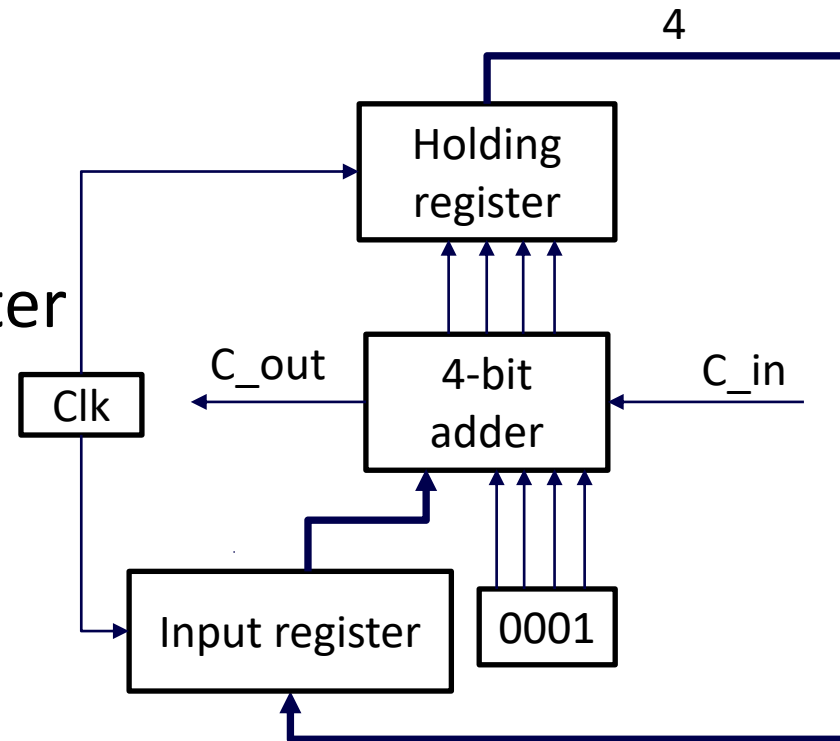 4
Holding
register
ter
C_out
4-bit
adder
C_in
Clk
Input register
0001